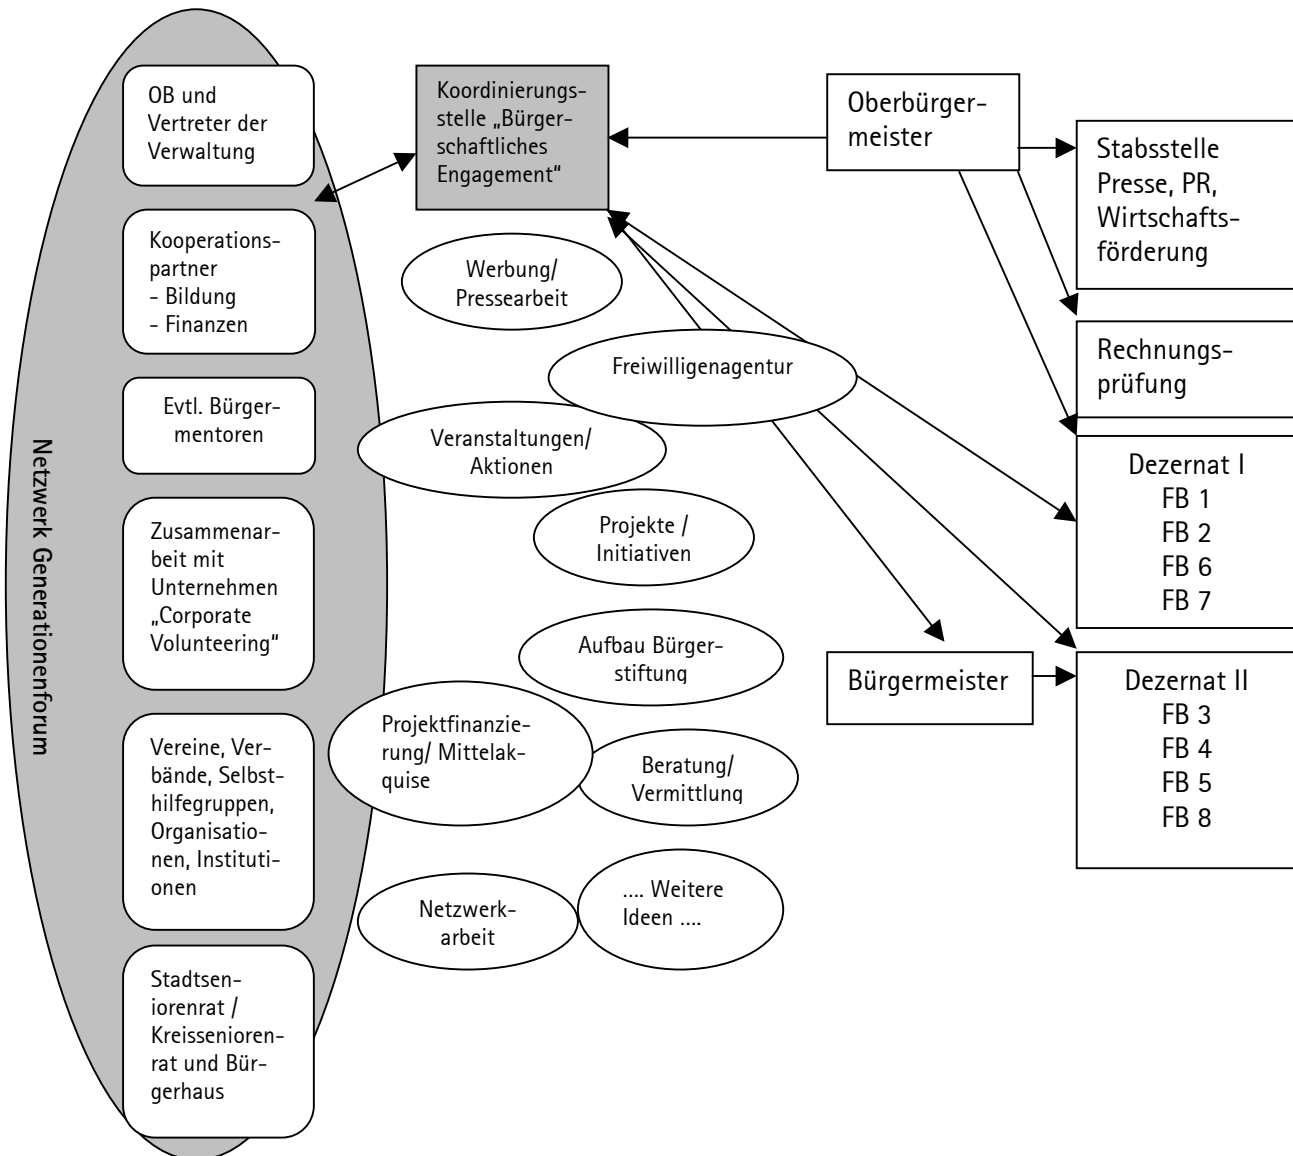 Netzwerk Generationenforum
OB und
Vertreter der
Verwaltung
Kooperations-
partner
- Bildung
- Finanzen
Evtl. Bürger-
mentoren
Zusammenar-
beit mit
Unternehmen
„Corporate
Volunteering“
Vereine, Ver-
bände, Selbst-
hilfegruppen,
Organisatio-
nen, Instituti-
onen
Stadtsen-
iorenrat /
Kreissenioren-
rat und Bür-
gerhaus
Koordinierungs-
stelle „Bürger-
schaftliches
Engagement“
Werbung/
Pressearbeit
Freiwilligenagentur
Veranstaltungen/
Aktionen
Projekte /
Initiativen
Aufbau Bürger-
stiftung
Projektfinanzie-
rung/ Mittelak-
quise
Beratung/
Vermittlung
Netzwerk-
arbeit
.... Weitere
Ideen ....
Oberbürger-
meister
Stabsstelle
Presse, PR,
Wirtschafts-
förderung
Rechnungs-
prüfung
Dezernat I
FB 1
FB 2
FB 6
FB 7
Bürgermeister
Dezernat II
FB 3
FB 4
FB 5
FB 8